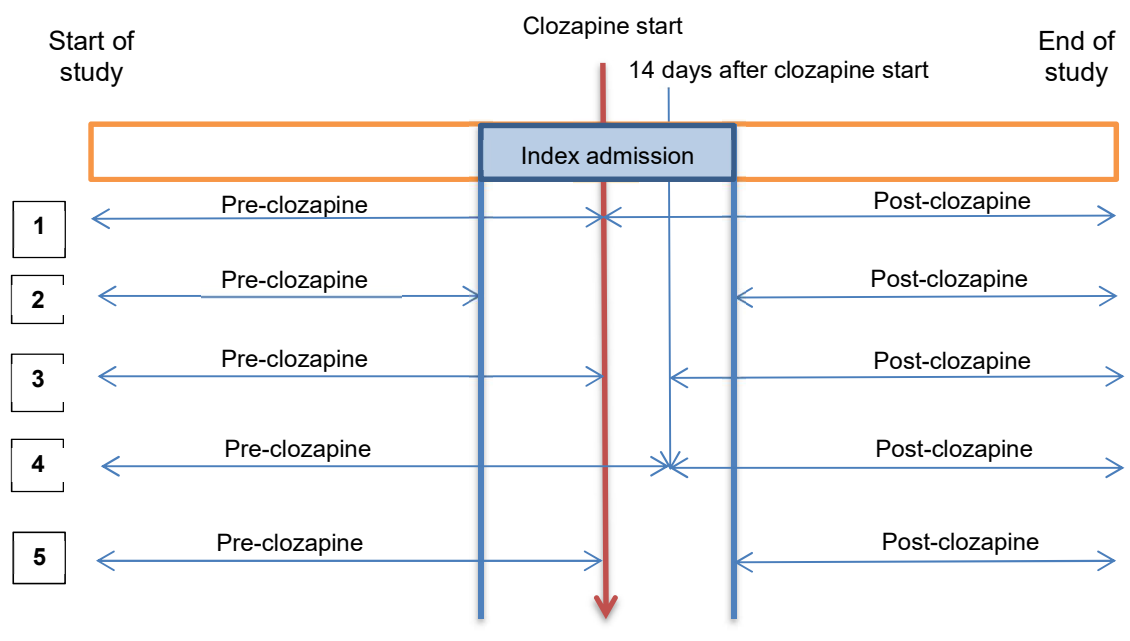 Clozapine start
Start of
study
14 days after clozapine start
End of
study
Index admission
1
Pre-clozapine
Post-clozapine
2
Pre-clozapine
Post-clozapine
3
Pre-clozapine
Post-clozapine
4
Pre-clozapine
Post-clozapine
5
Pre-clozapine
Post-clozapine